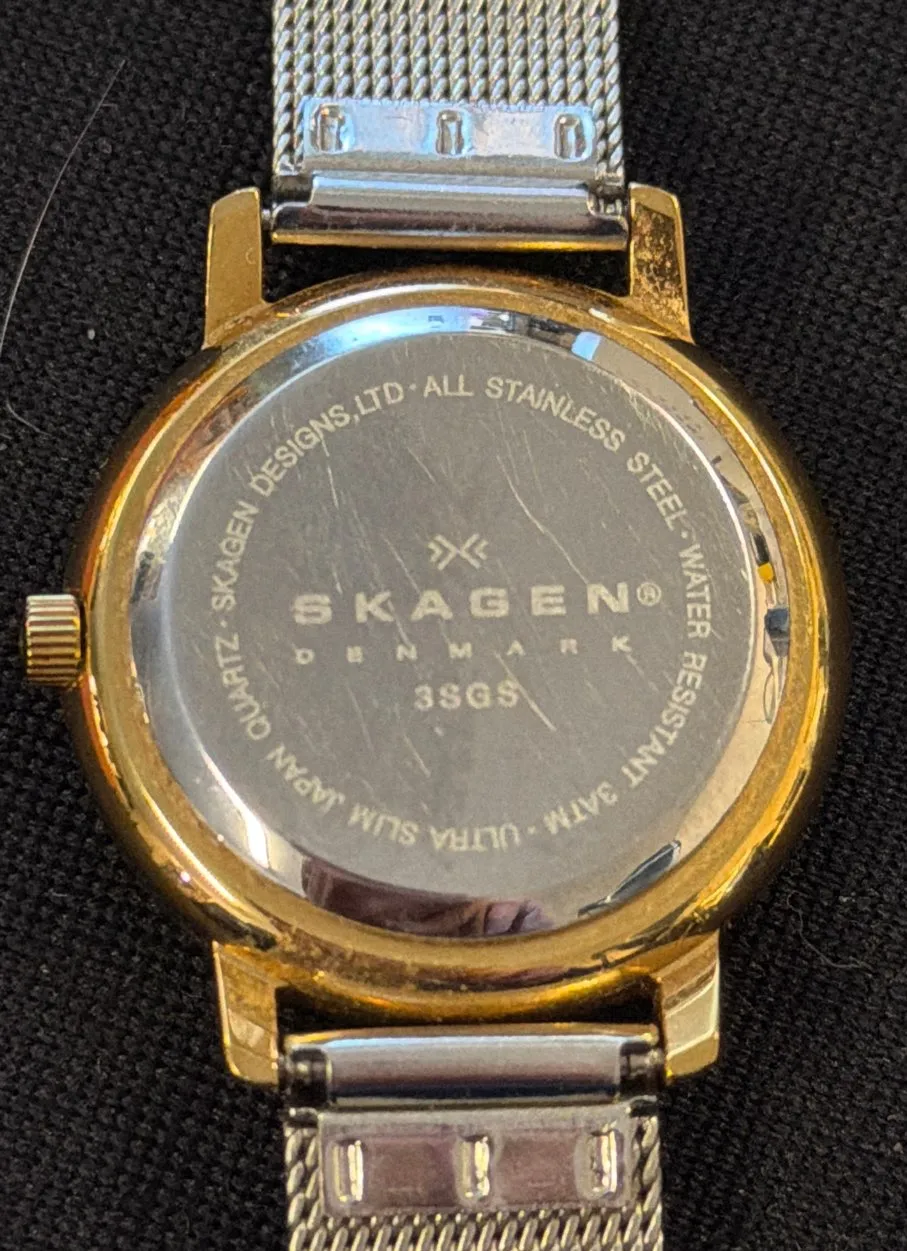 SKAGEN DESIGNS,LTD · ALL STAINLESS STEEL · WATER RESISTANT 3ATM · ULTRA SLIM JAPAN QUARTZ ·
SKAGEN®
DENMARK
3SGS